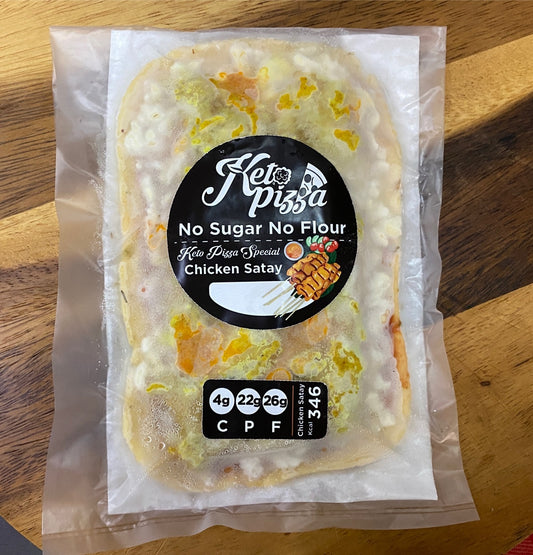 Keto
pizza
No Sugar No Flour
Keto Pizza Special
Chicken Satay
4g 22g 26g
C P F
Chicken Satay
Kcal 346